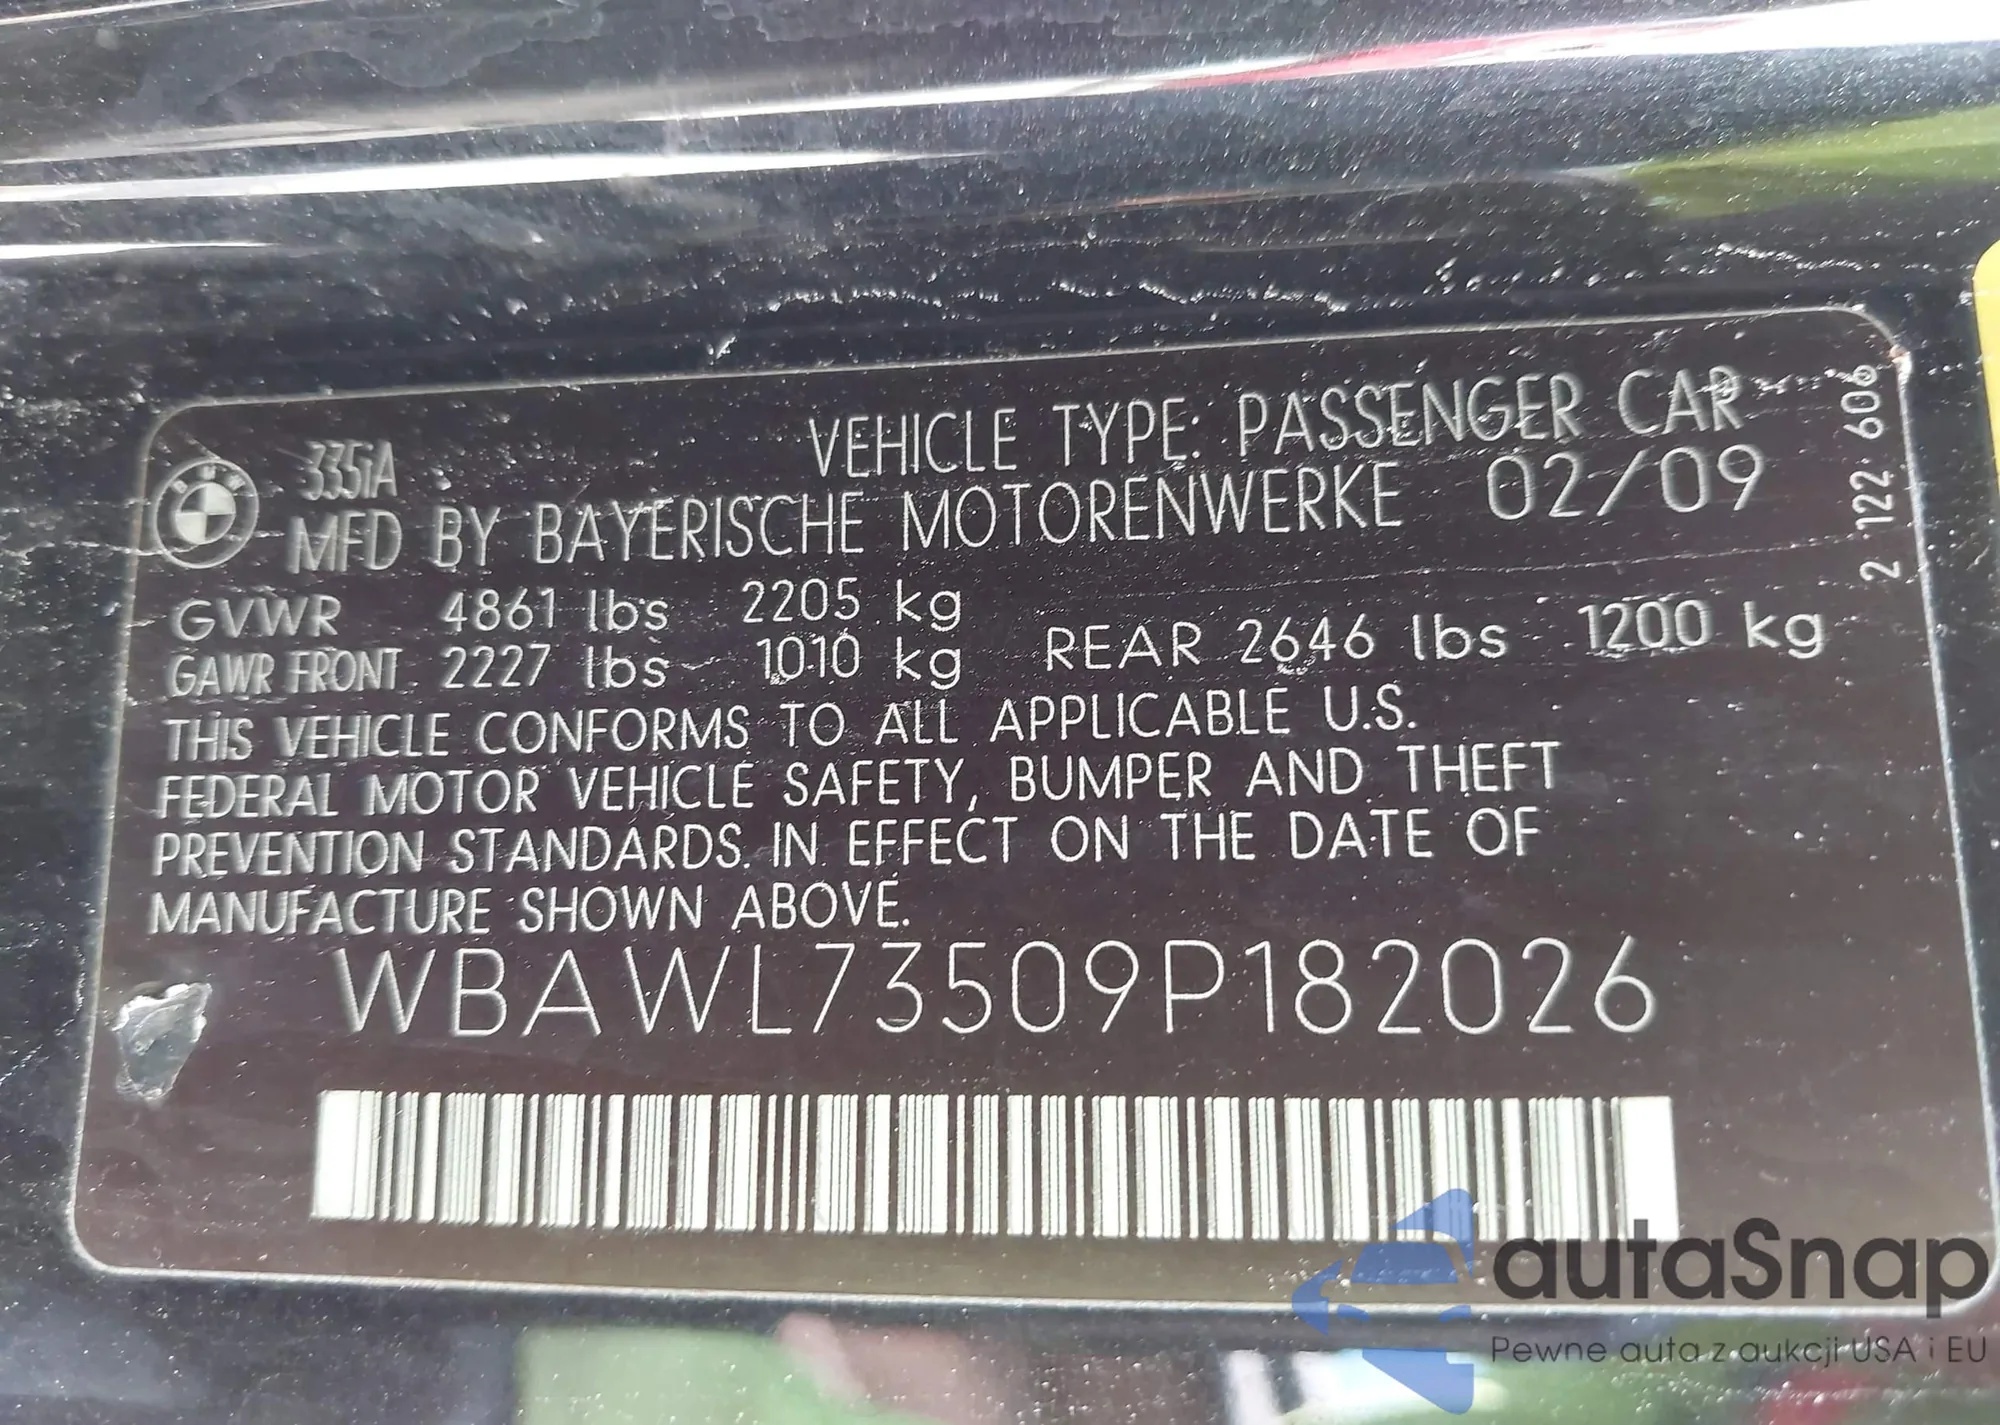 VEHICLE TYPE: PASSENGER CAR
335iA
MFD BY BAYERISCHE MOTORENWERKE 02/09
GVWR 4861 lbs 2205 kg
GAWR FRONT 2227 lbs 1010 kg REAR 2646 lbs 1200 kg
THIS VEHICLE CONFORMS TO ALL APPLICABLE U.S.
FEDERAL MOTOR VEHICLE SAFETY, BUMPER AND THEFT
PREVENTION STANDARDS. IN EFFECT ON THE DATE OF
MANUFACTURE SHOWN ABOVE.
WBAWL73509P182026
2 122 606
BMW
autaSnap
Pewne auta z aukcji USA i EU